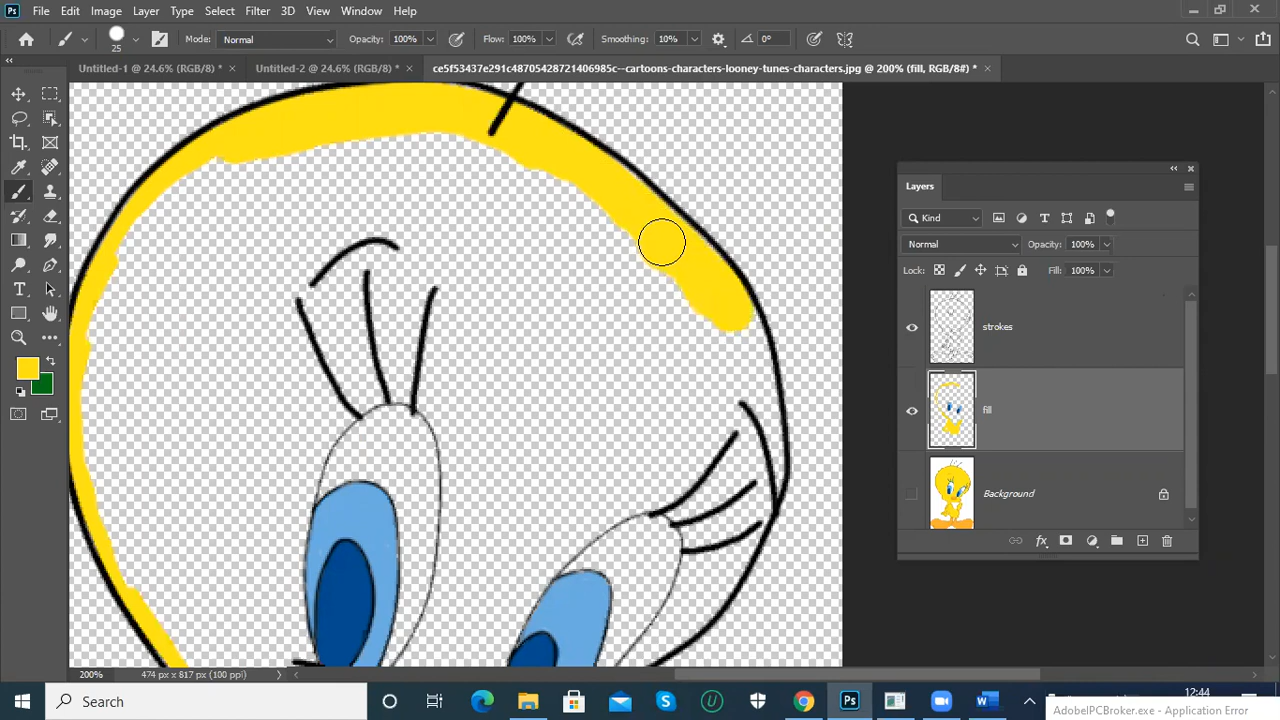 Ps File Edit Image Layer Type Select Filter 3D View Window Help
25 Mode: Normal Opacity: 100% Flow: 100% Smoothing: 10% 0°
Untitled-1 @ 24.6% (RGB/8) * × Untitled-2 @ 24.6% (RGB/8) * × ce5f53437e291c48705428721406985c--cartoons-characters-looney-tunes-characters.jpg @ 200% (fill, RGB/8#) * ×
Layers
Kind
Normal Opacity: 100%
Lock: Fill: 100%
strokes
fill
Background
fx
200% 474 px x 817 px (100 ppi)
Search
Ps
12:44
AdobeIPCBroker.exe - Application Error